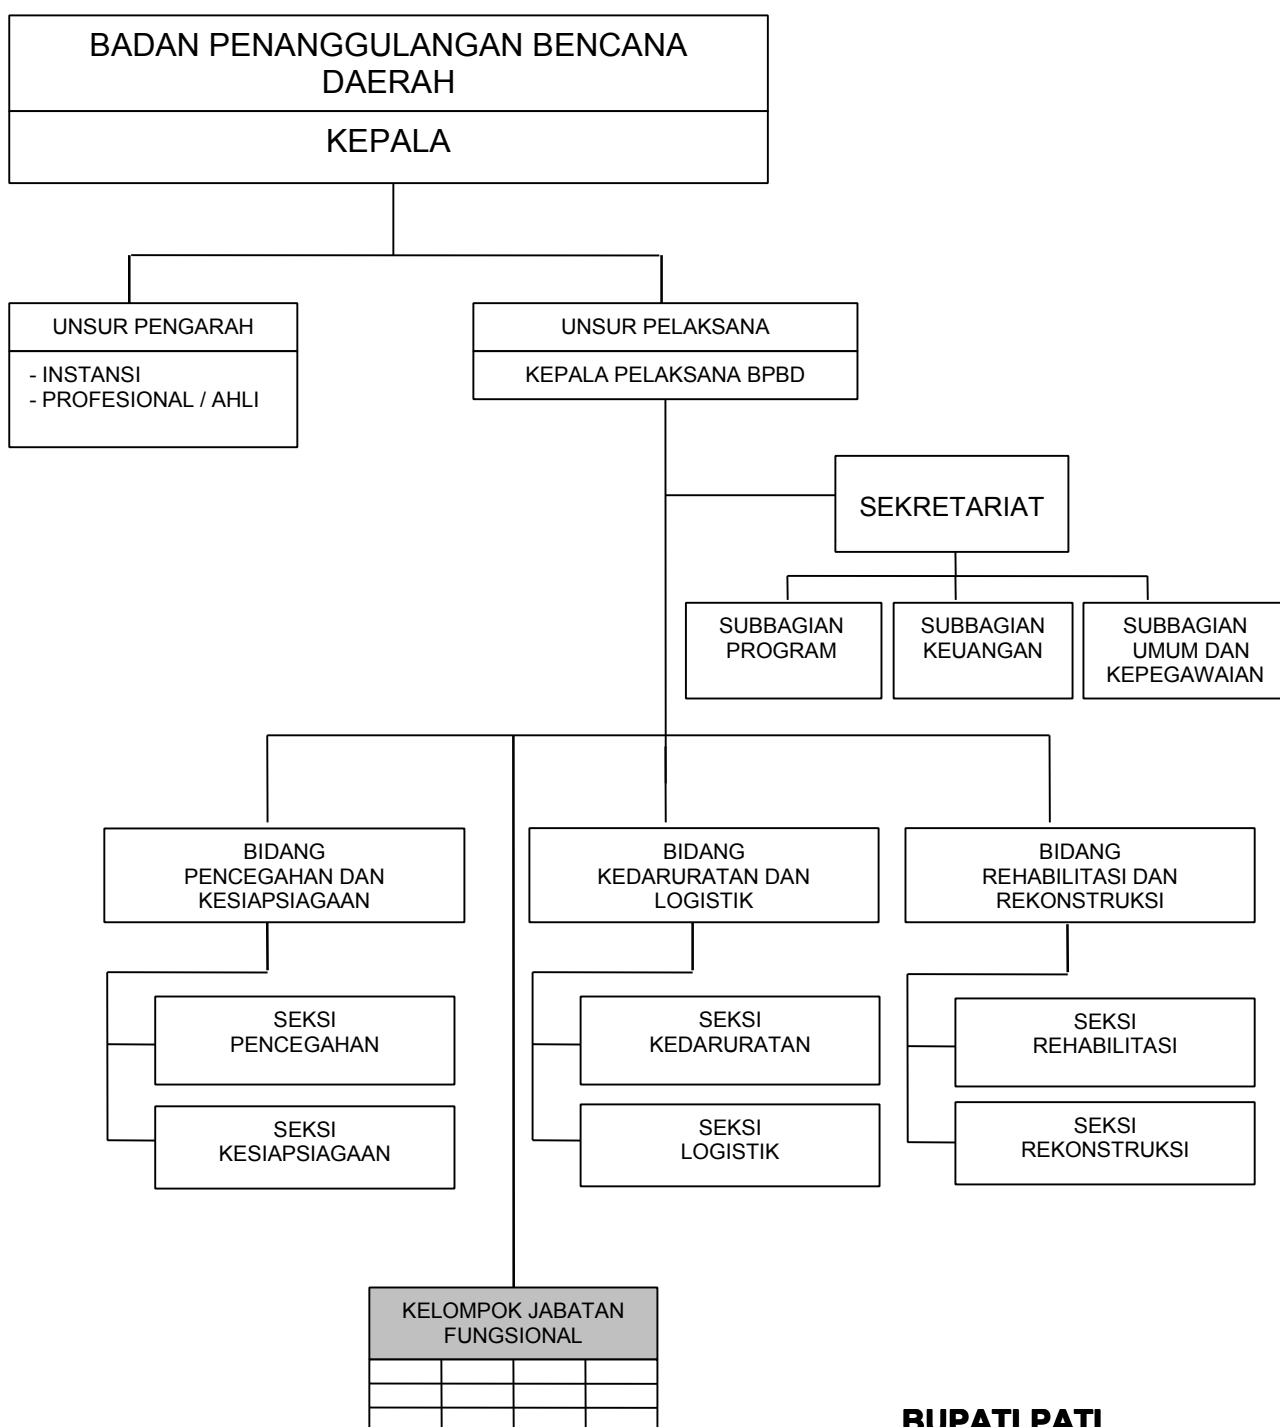 BADAN PENANGGULANGAN BENCANA
DAERAH
KEPALA
UNSUR PENGARAH
- INSTANSI
- PROFESIONAL / AHLI
UNSUR PELAKSANA
KEPALA PELAKSANA BPBD
SEKRETARIAT
SUBBAGIAN
PROGRAM
SUBBAGIAN
KEUANGAN
SUBBAGIAN
UMUM DAN
KEPEGAWAIAN
BIDANG
PENCEGAHAN DAN
KESIAPSIAGAAN
BIDANG
KEDARURATAN DAN
LOGISTIK
BIDANG
REHABILITASI DAN
REKONSTRUKSI
SEKSI
PENCEGAHAN
SEKSI
KESIAPSIAGAAN
SEKSI
KEDARURATAN
SEKSI
LOGISTIK
SEKSI
REHABILITASI
SEKSI
REKONSTRUKSI
KELOMPOK JABATAN
FUNGSIONAL
BUPATI PATI